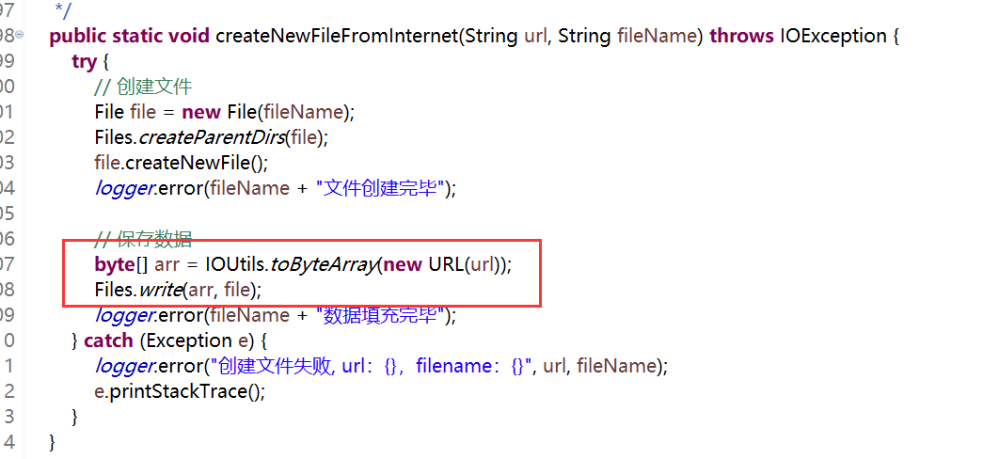 97 */
98 public static void createNewFileFromInternet(String url, String fileName) throws IOException {
99 try {
00 // 创建文件
01 File file = new File(fileName);
02 Files.createParentDirs(file);
03 file.createNewFile();
04 logger.error(fileName + "文件创建完毕");
05
06 // 保存数据
07 byte[] arr = IOUtils.toByteArray(new URL(url));
08 Files.write(arr, file);
09 logger.error(fileName + "数据填充完毕");
0 } catch (Exception e) {
1 logger.error("创建文件失败, url：{}，filename：{}", url, fileName);
2 e.printStackTrace();
3 }
4 }